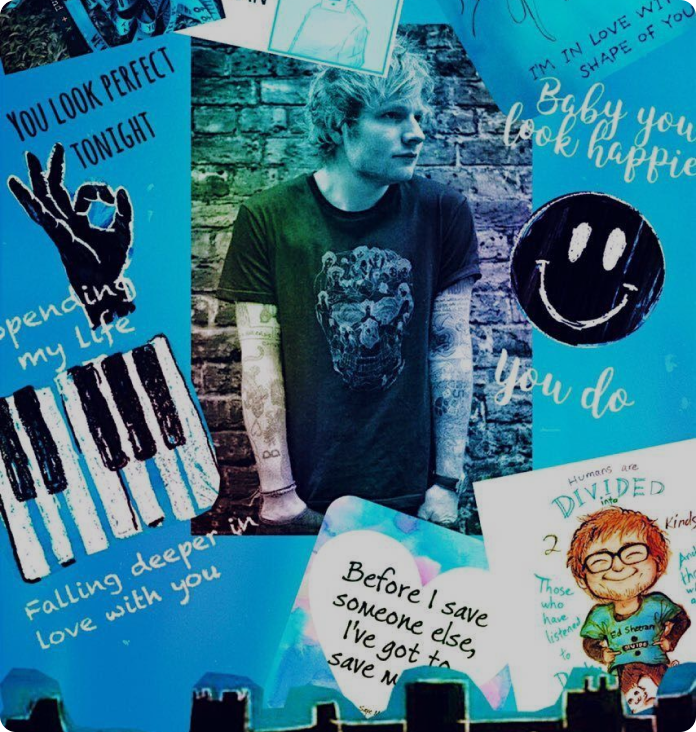 I'M IN LOVE WIT
SHAPE OF YOU
YOU LOOK PERFECT
TONIGHT
Baby you
look happie
you do
spending
my life
Falling deeper in
love with you
Before I save
someone else,
I've got to
save m
Humans are
DIVIDED
into
2 Kinds
Those
who
have
listened
to
Ed Sheeran
DIVIDE